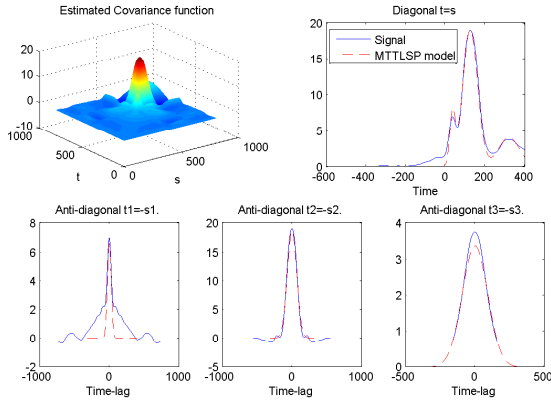 Estimated Covariance function
20
10
0
-10
1000
500
0
t
0
500
1000
s
Diagonal t=s
Signal
MTTLSP model
20
15
10
5
0
-600 -400 -200 0 200 400
Time
Anti-diagonal t1=-s1.
8
6
4
2
0
-2
-1000 0 1000
Time-lag
Anti-diagonal t2=-s2.
20
15
10
5
0
-5
-1000 0 1000
Time-lag
Anti-diagonal t3=-s3.
4
3
2
1
0
-500 0 500
Time-lag